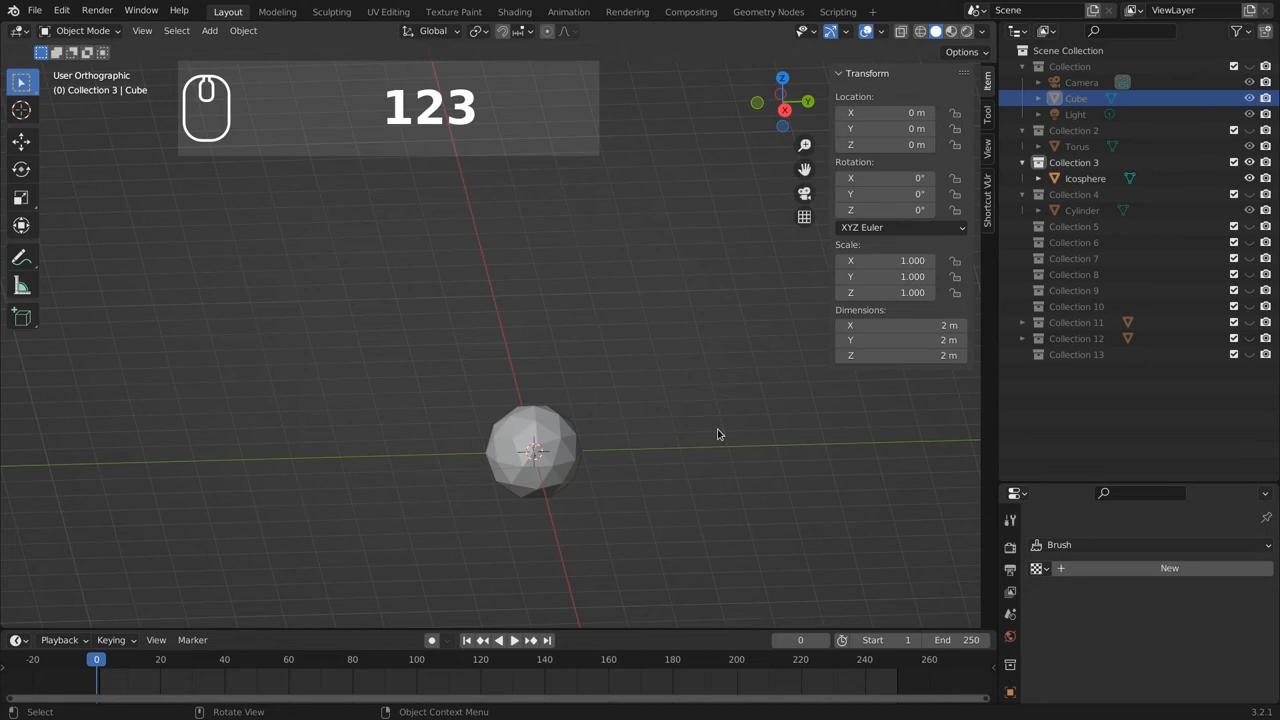 File Edit Render Window Help Layout Modeling Sculpting UV Editing Texture Paint Shading Animation Rendering Compositing Geometry Nodes Scripting + Scene ViewLayer
Object Mode View Select Add Object Global
Options
User Orthographic
(0) Collection 3 | Cube
123
Z
Y
X
Transform
Location:
X 0 m
Y 0 m
Z 0 m
Rotation:
X 0°
Y 0°
Z 0°
XYZ Euler
Scale:
X 1.000
Y 1.000
Z 1.000
Dimensions:
X 2 m
Y 2 m
Z 2 m
Item
Tool
View
Shortcut VUr
Scene Collection
Collection
Camera
Cube
Light
Collection 2
Torus
Collection 3
Icosphere
Collection 4
Cylinder
Collection 5
Collection 6
Collection 7
Collection 8
Collection 9
Collection 10
Collection 11
Collection 12
Collection 13
Brush
+ New
Playback Keying View Marker 0 Start 1 End 250
-20 0 20 40 60 80 100 120 140 160 180 200 220 240 260
Select Rotate View Object Context Menu 3.2.1